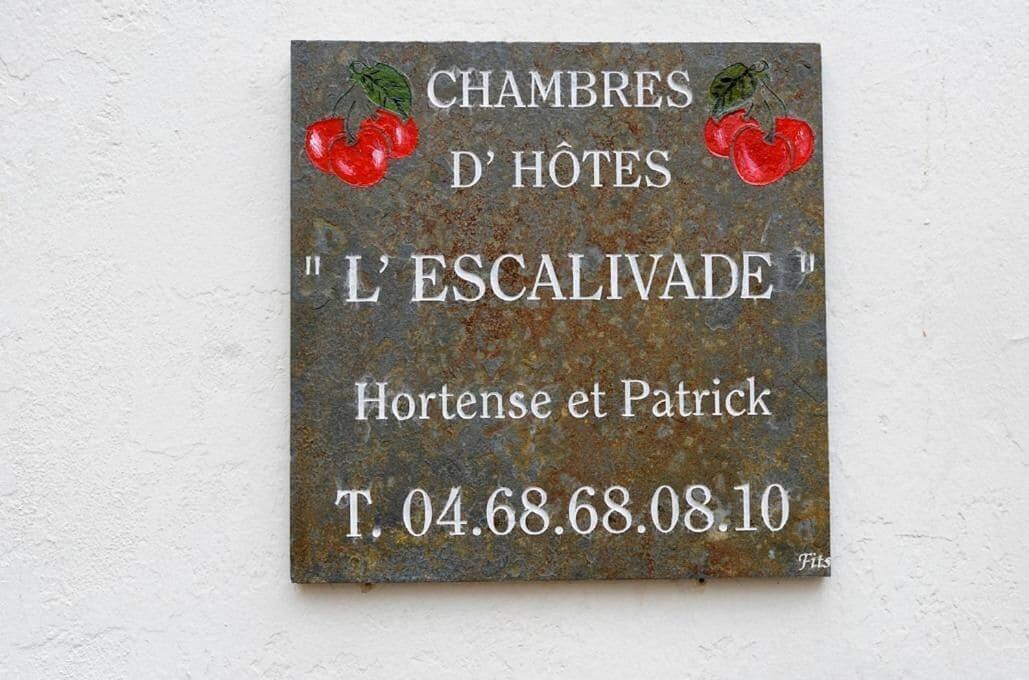 CHAMBRES
D' HÔTES
" L' ESCALIVADE "
Hortense et Patrick
T. 04.68.68.08.10
Fits